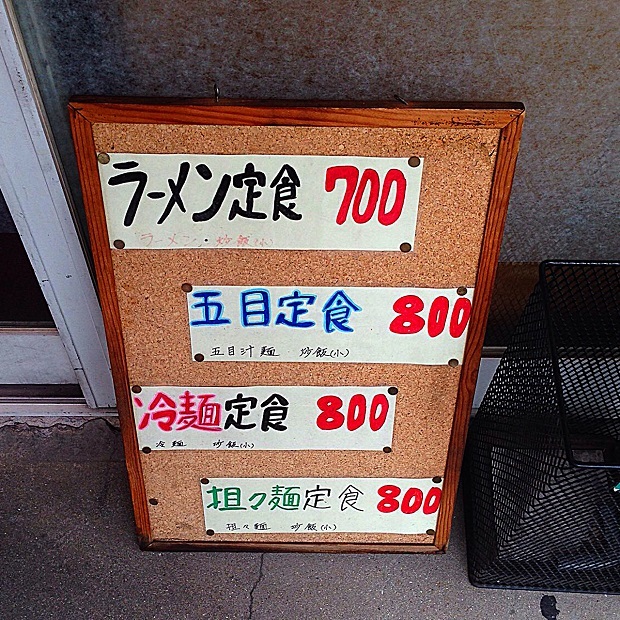 ラーメン定食 700
ラーメン・炒飯(小)
五目定食 800
五目汁麺 炒飯(小)
冷麺定食 800
冷麺 炒飯(小)
担々麺定食 800
担々麺 炒飯(小)